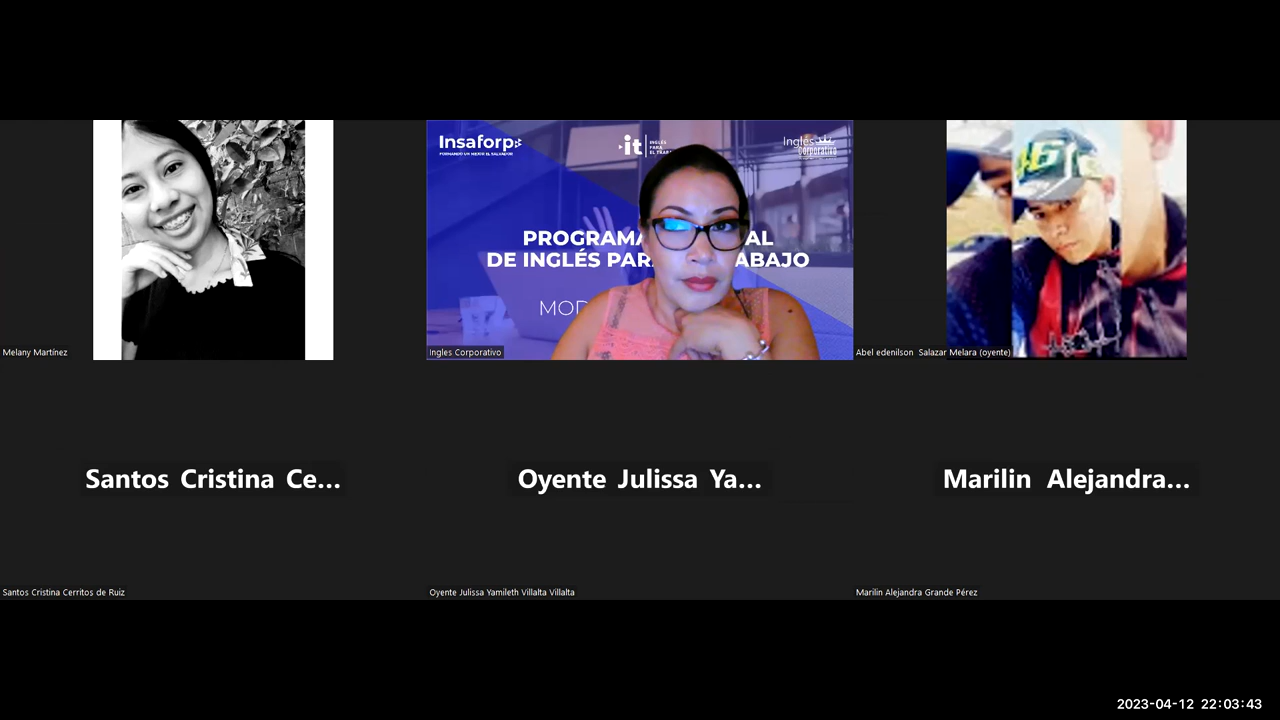 Insaforp
FORMANDO UN MEJOR EL SALVADOR
it
INGLÉS
PARA
Inglés
Corporativo
PROGRAMA AL
DE INGLÉS PAR ABAJO
MOD
Melany Martínez
Ingles Corporativo
Abel edenilson Salazar Melara (oyente)
Santos Cristina Ce...
Oyente Julissa Ya...
Marilin Alejandra...
Santos Cristina Cerritos de Ruiz
Oyente Julissa Yamileth Villalta Villalta
Marilin Alejandra Grande Pérez
2023-04-12 22:03:43